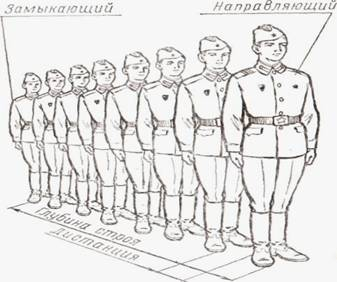 Замыкающий
Направляющий
Глубина строя
Дистанция